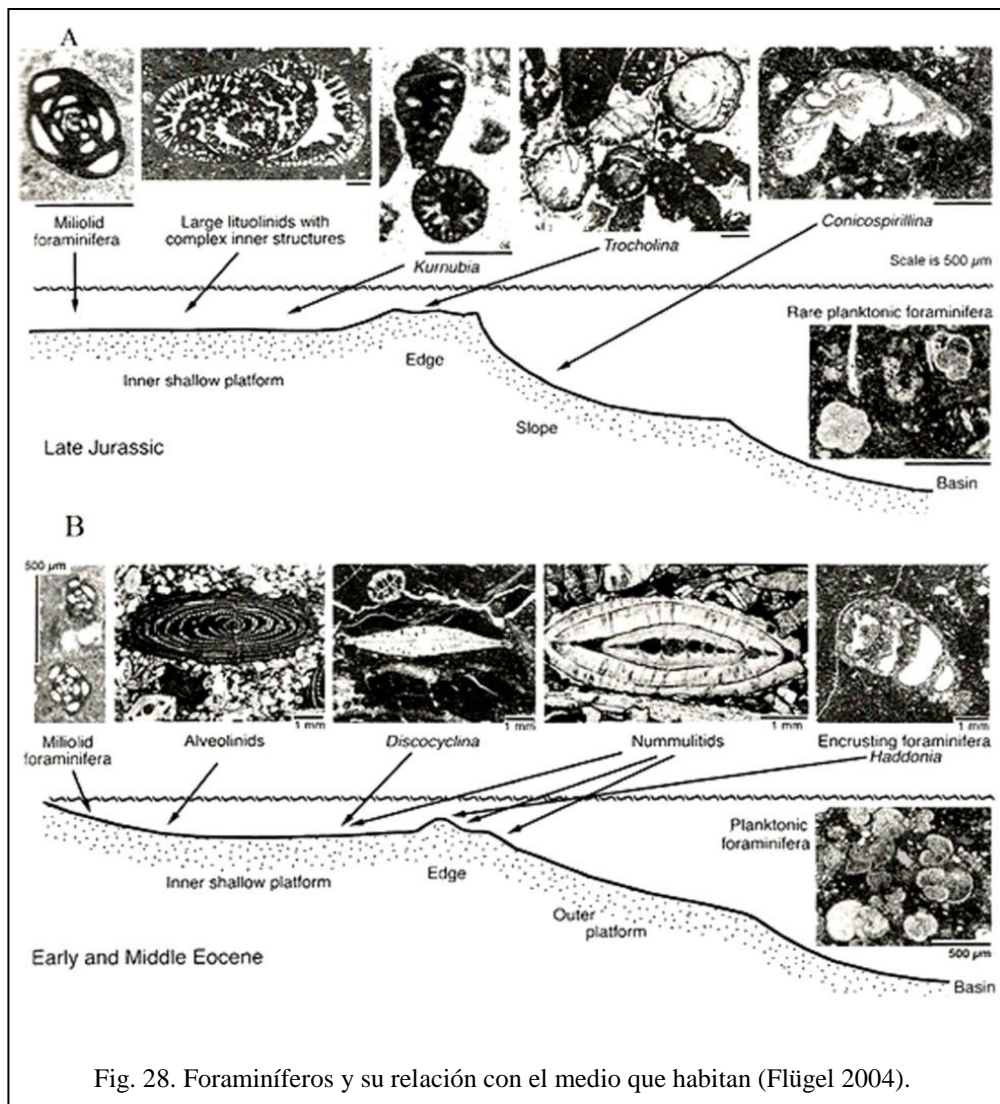 A
Miliolid
foraminifera
Large lituolinids with
complex inner structures
Kurnubia
Trocholina
Conicospirillina
Scale is 500 µm
Rare planktonic foraminifera
Inner shallow platform
Edge
Slope
Basin
Late Jurassic
B
500 µm
1 mm
1 mm
1 mm
1 mm
Miliolid
foraminifera
Alveolinids
Discocyclina
Nummulitids
Encrusting foraminifera
Haddonia
Planktonic
foraminifera
Inner shallow platform
Edge
Outer
platform
500 µm
Basin
Early and Middle Eocene
Fig. 28. Foraminíferos y su relación con el medio que habitan (Flügel 2004).